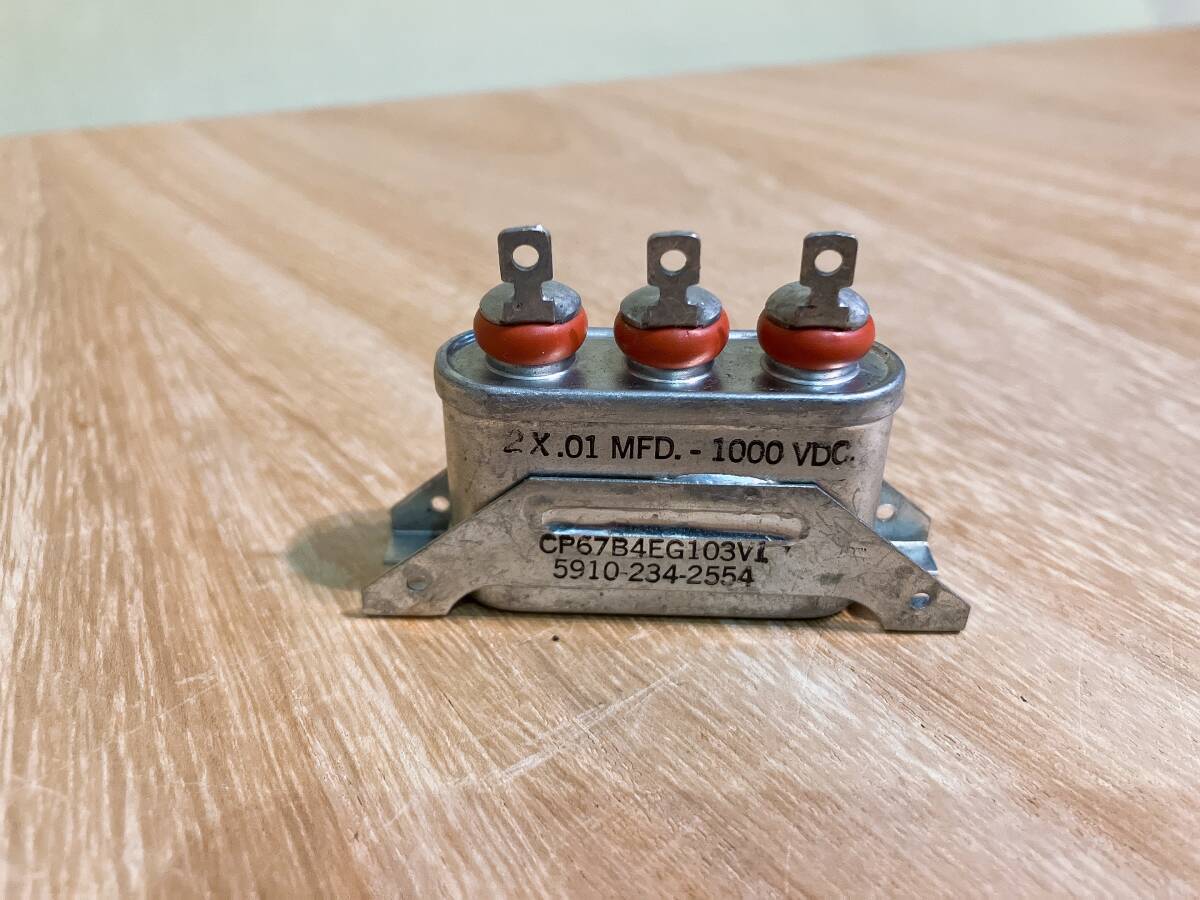 2 X .01 MFD. - 1000 VDC.
CP67B4EG103V1
5910-234-2554